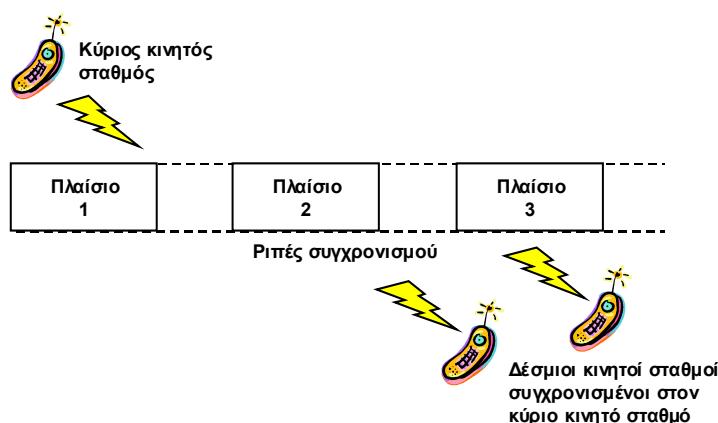 Κύριος κινητός
σταθμός
Πλαίσιο
1
Πλαίσιο
2
Πλαίσιο
3
Ριπές συγχρονισμού
Δέσμιοι κινητοί σταθμοί
συγχρονισμένοι στον
κύριο κινητό σταθμό